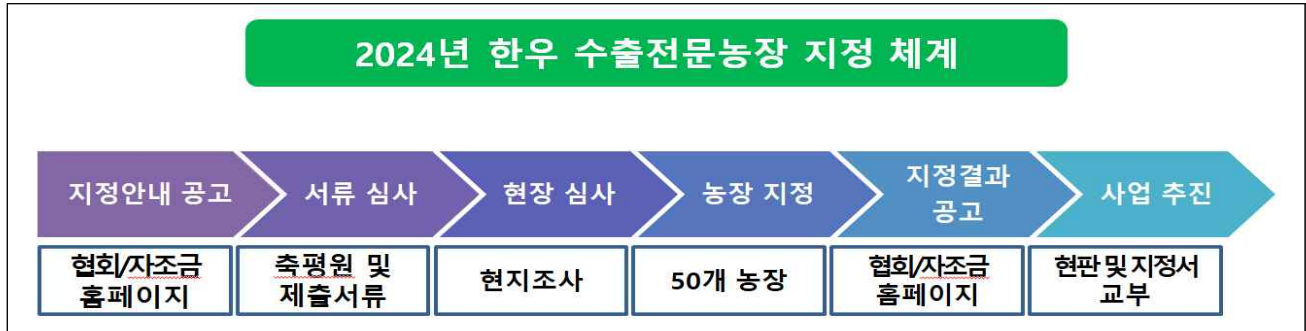 2024년 한우 수출전문농장 지정 체계
지정안내 공고
서류 심사
현장 심사
농장 지정
지정결과
공고
사업 추진
협회/자조금
홈페이지
축평원 및
제출서류
현지조사
50개 농장
협회/자조금
홈페이지
현판 및 지정서
교부